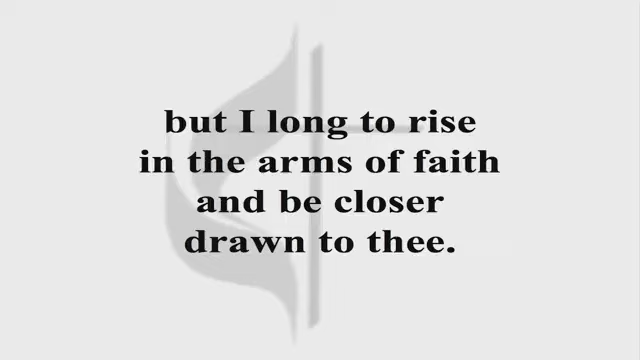 but I long to rise
in the arms of faith
and be closer
drawn to thee.